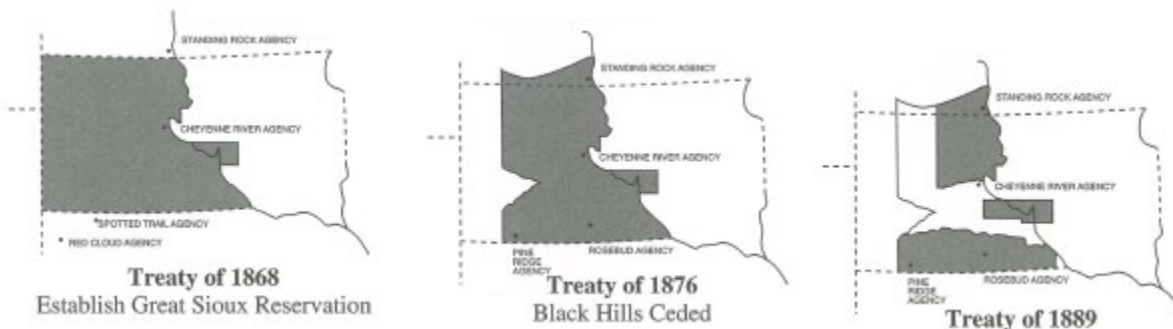 STANDING ROCK AGENCY
CHEYENNE RIVER AGENCY
SPOTTED TRAIL AGENCY
RED CLOUD AGENCY
Treaty of 1868
Establish Great Sioux Reservation
STANDING ROCK AGENCY
CHEYENNE RIVER AGENCY
PINE
RIDGE
AGENCY
ROSEBUD AGENCY
Treaty of 1876
Black Hills Ceded
STANDING ROCK AGENCY
CHEYENNE RIVER AGENCY
PINE
RIDGE
AGENCY
ROSEBUD AGENCY
Treaty of 1889